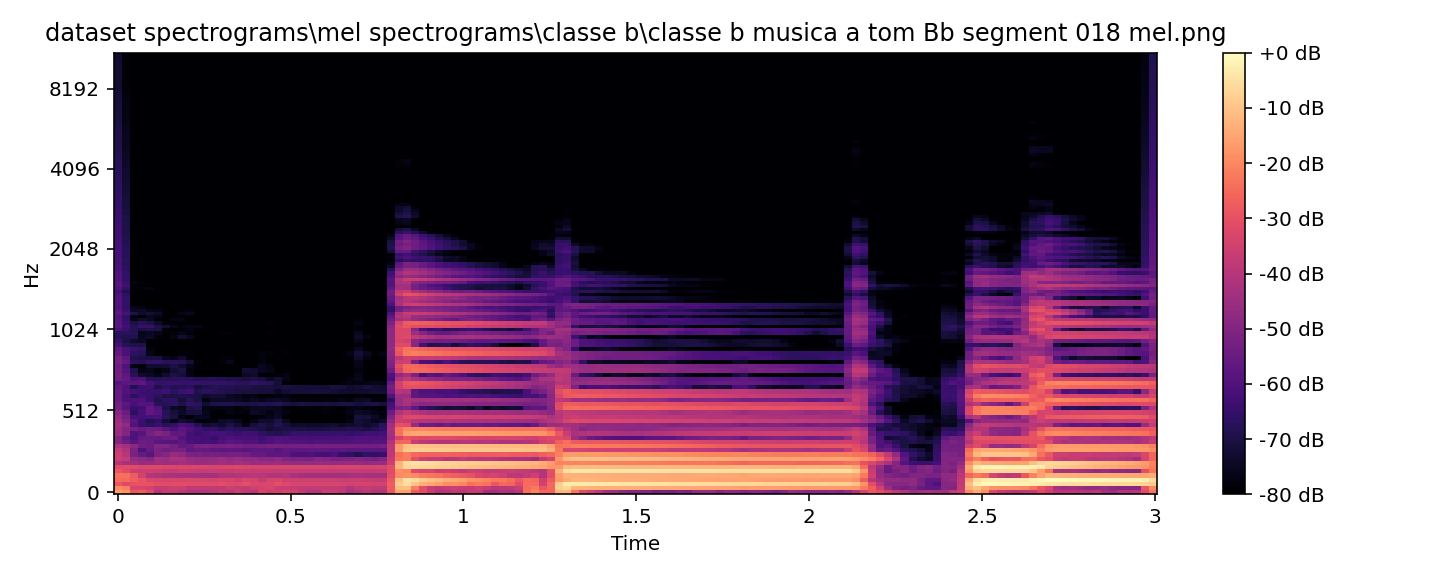 dataset spectrograms\mel spectrograms\classe b\classe b musica a tom Bb segment 018 mel.png
+0 dB
8192
-10 dB
4096
-20 dB
-30 dB
2048
-40 dB
Hz
1024
-50 dB
-60 dB
512
-70 dB
0
-80 dB
0 0.5 1 1.5 2 2.5 3
Time